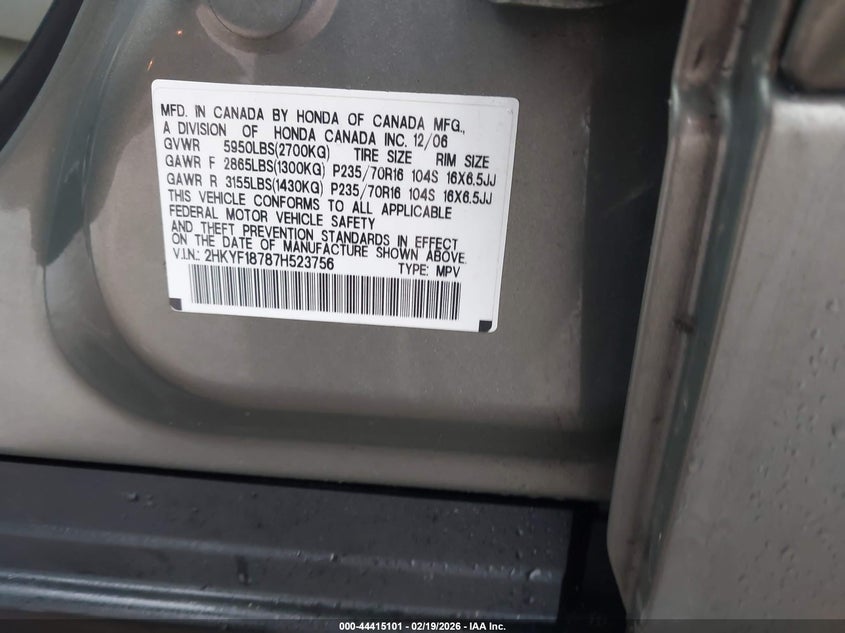 MFD. IN CANADA BY HONDA OF CANADA MFG.,
A DIVISION OF HONDA CANADA INC. 12/06
GVWR 5950LBS(2700KG) TIRE SIZE RIM SIZE
GAWR F 2865LBS(1300KG) P235/70R16 104S 16X6.5JJ
GAWR R 3155LBS(1430KG) P235/70R16 104S 16X6.5JJ
THIS VEHICLE CONFORMS TO ALL APPLICABLE
FEDERAL MOTOR VEHICLE SAFETY
AND THEFT PREVENTION STANDARDS IN EFFECT
ON THE DATE OF MANUFACTURE SHOWN ABOVE.
V.I.N.: 2HKYF18787H523756 TYPE: MPV
000-44415101 - 02/19/2026 - IAA Inc.